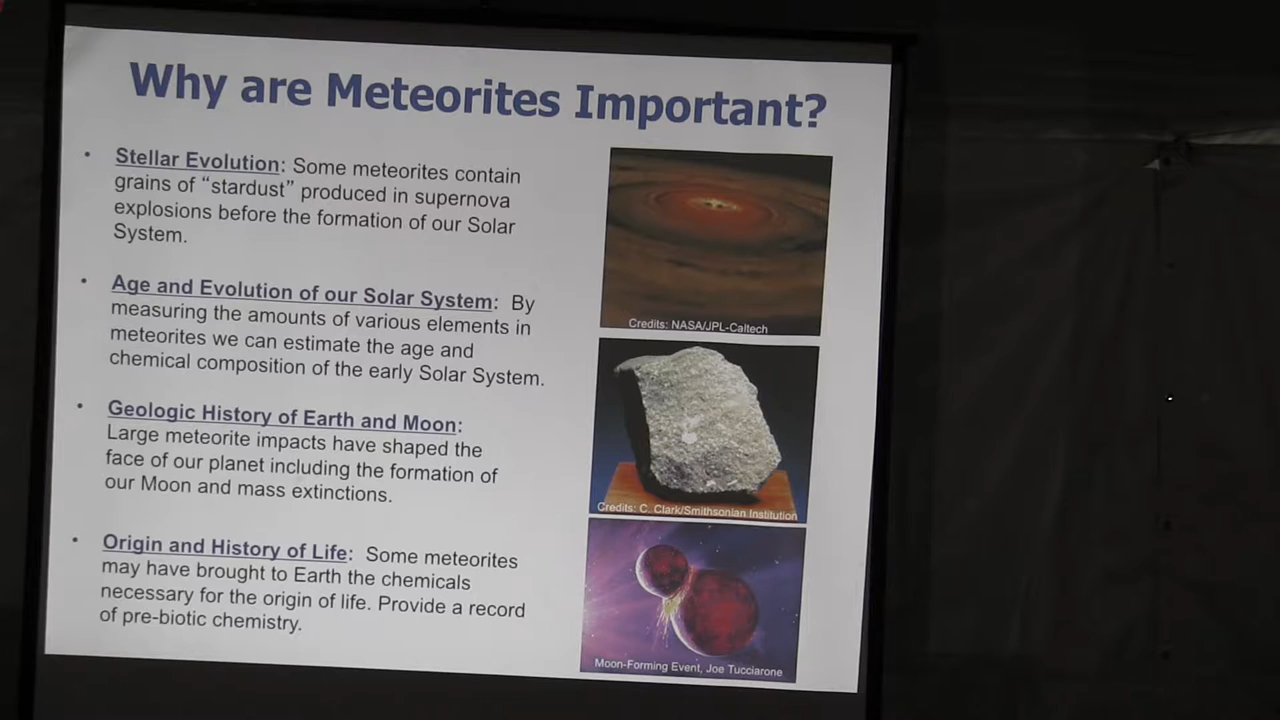 Why are Meteorites Important?
• Stellar Evolution: Some meteorites contain
grains of “stardust” produced in supernova
explosions before the formation of our Solar
System.
• Age and Evolution of our Solar System: By
measuring the amounts of various elements in
meteorites we can estimate the age and
chemical composition of the early Solar System.
• Geologic History of Earth and Moon:
Large meteorite impacts have shaped the
face of our planet including the formation of
our Moon and mass extinctions.
• Origin and History of Life: Some meteorites
may have brought to Earth the chemicals
necessary for the origin of life. Provide a record
of pre-biotic chemistry.
Credits: NASA/JPL-Caltech
Credits: C. Clark/Smithsonian Institution
Moon-Forming Event, Joe Tucciarone